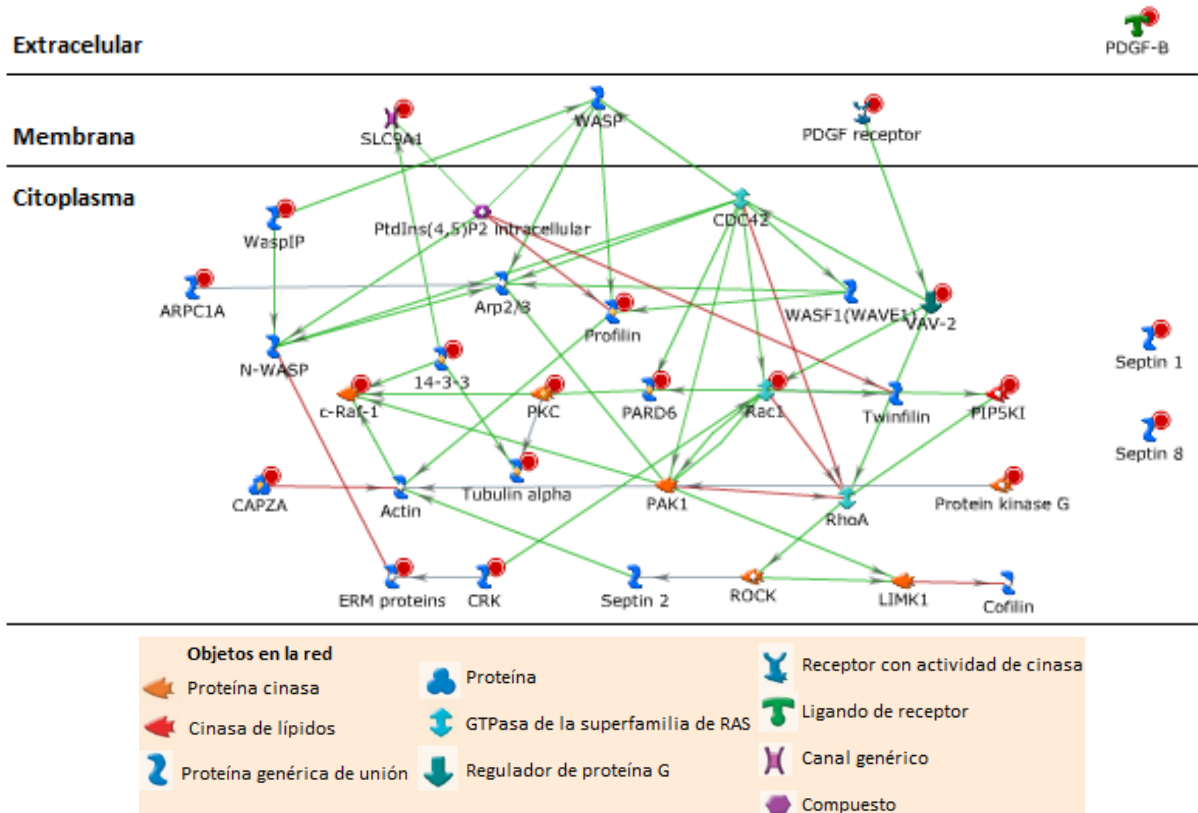 Extracelular
PDGF-B
Membrana
SLC9A1
WASP
PDGF receptor
Citoplasma
WaspIP
PtdIns(4,5)P2 intracellular
CDC42
ARPC1A
Arp2/3
Profilin
WASF1(WAVE1)
VAV-2
Septin 1
N-WASP
14-3-3
c-Raf-1
PKC
PARD6
Rac1
Twinfilin
PIP5KI
Septin 8
CAPZA
Actin
Tubulin alpha
PAK1
RhoA
Protein kinase G
ERM proteins
CRK
Septin 2
ROCK
LIMK1
Cofilin
Objetos en la red
Proteína cinasa
Cinasa de lípidos
Proteína genérica de unión
Proteína
GTPasa de la superfamilia de RAS
Regulador de proteína G
Receptor con actividad de cinasa
Ligando de receptor
Canal genérico
Compuesto